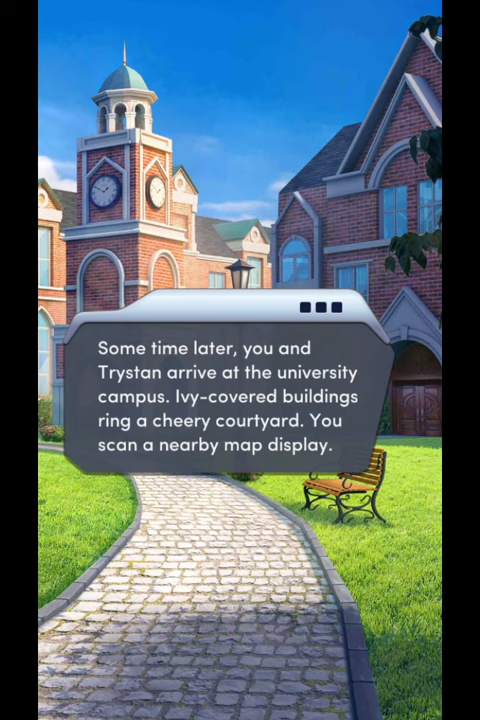 Some time later, you and
Trystan arrive at the university
campus. Ivy-covered buildings
ring a cheery courtyard. You
scan a nearby map display.